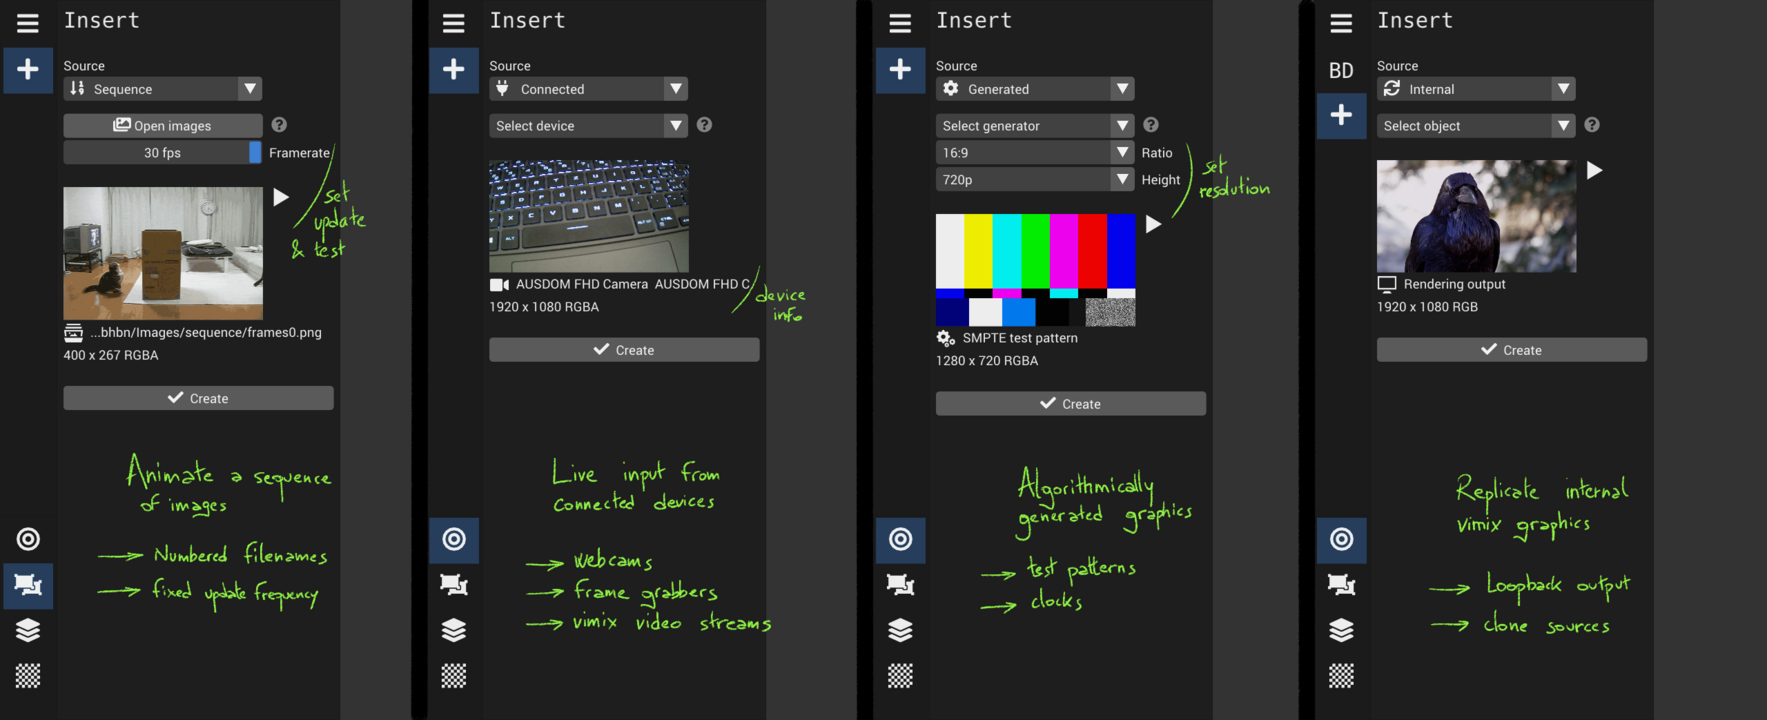 Insert
Source
Sequence
Open images
?
30 fps
Framerate
set
update
& test
...bhbn/Images/sequence/frames0.png
400 x 267 RGBA
Create
Animate a sequence
of images
→ Numbered filenames
→ fixed update frequency
Insert
Source
Connected
Select device
?
AUSDOM FHD Camera AUSDOM FHD C
1920 x 1080 RGBA
device
info
Create
Live input from
connected devices
→ webcams
→ frame grabbers
→ vimix video streams
Insert
Source
Generated
Select generator
?
16:9
Ratio
720p
Height
set
resolution
SMPTE test pattern
1280 x 720 RGBA
Create
Algorithmically
generated graphics
→ test patterns
→ clocks
Insert
BD
Source
Internal
Select object
?
Rendering output
1920 x 1080 RGB
Create
Replicate internal
vimix graphics
→ Loopback output
→ clone sources